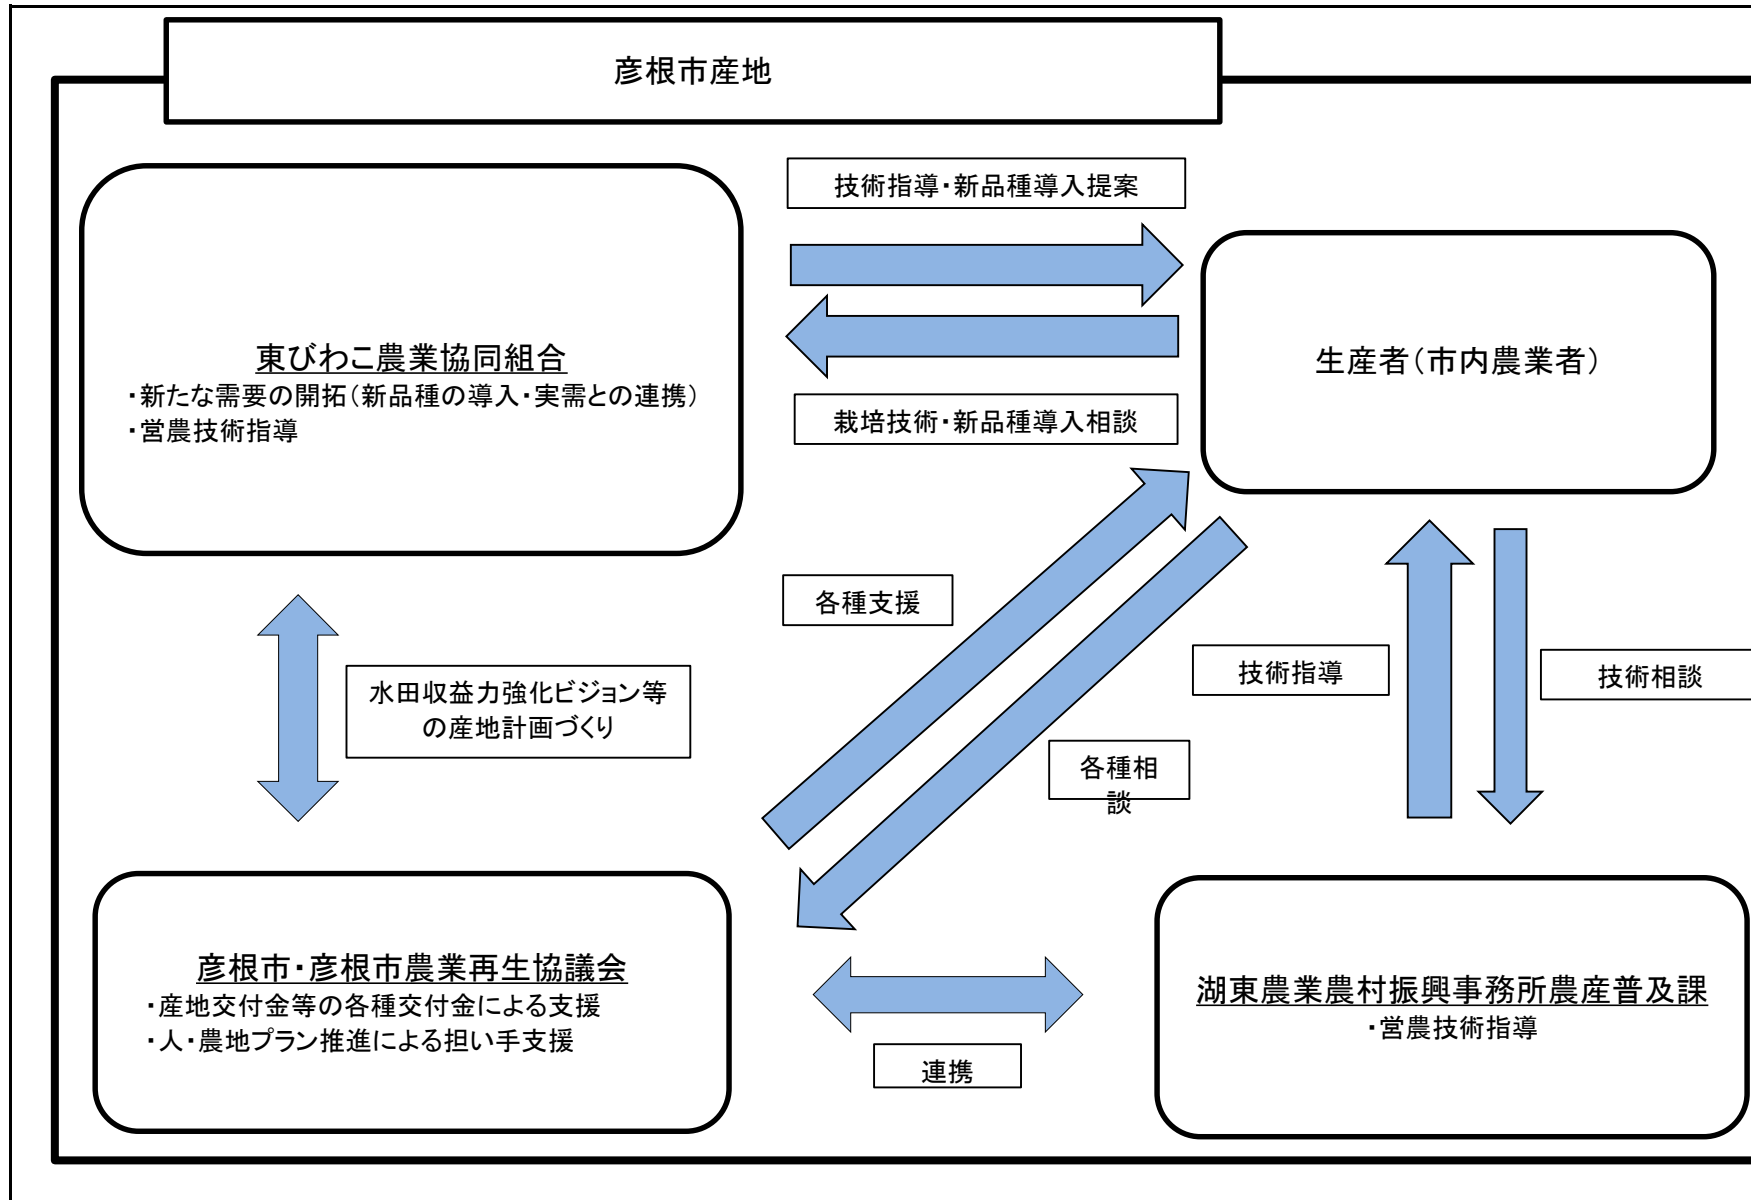 彦根市産地
技術指導・新品種導入提案
東びわこ農業協同組合
・新たな需要の開拓（新品種の導入・実需との連携）
・営農技術指導
生産者（市内農業者）
栽培技術・新品種導入相談
各種支援
技術指導
技術相談
水田収益力強化ビジョン等
の産地計画づくり
各種相
談
彦根市・彦根市農業再生協議会
・産地交付金等の各種交付金による支援
・人・農地プラン推進による担い手支援
連携
湖東農業農村振興事務所農産普及課
・営農技術指導